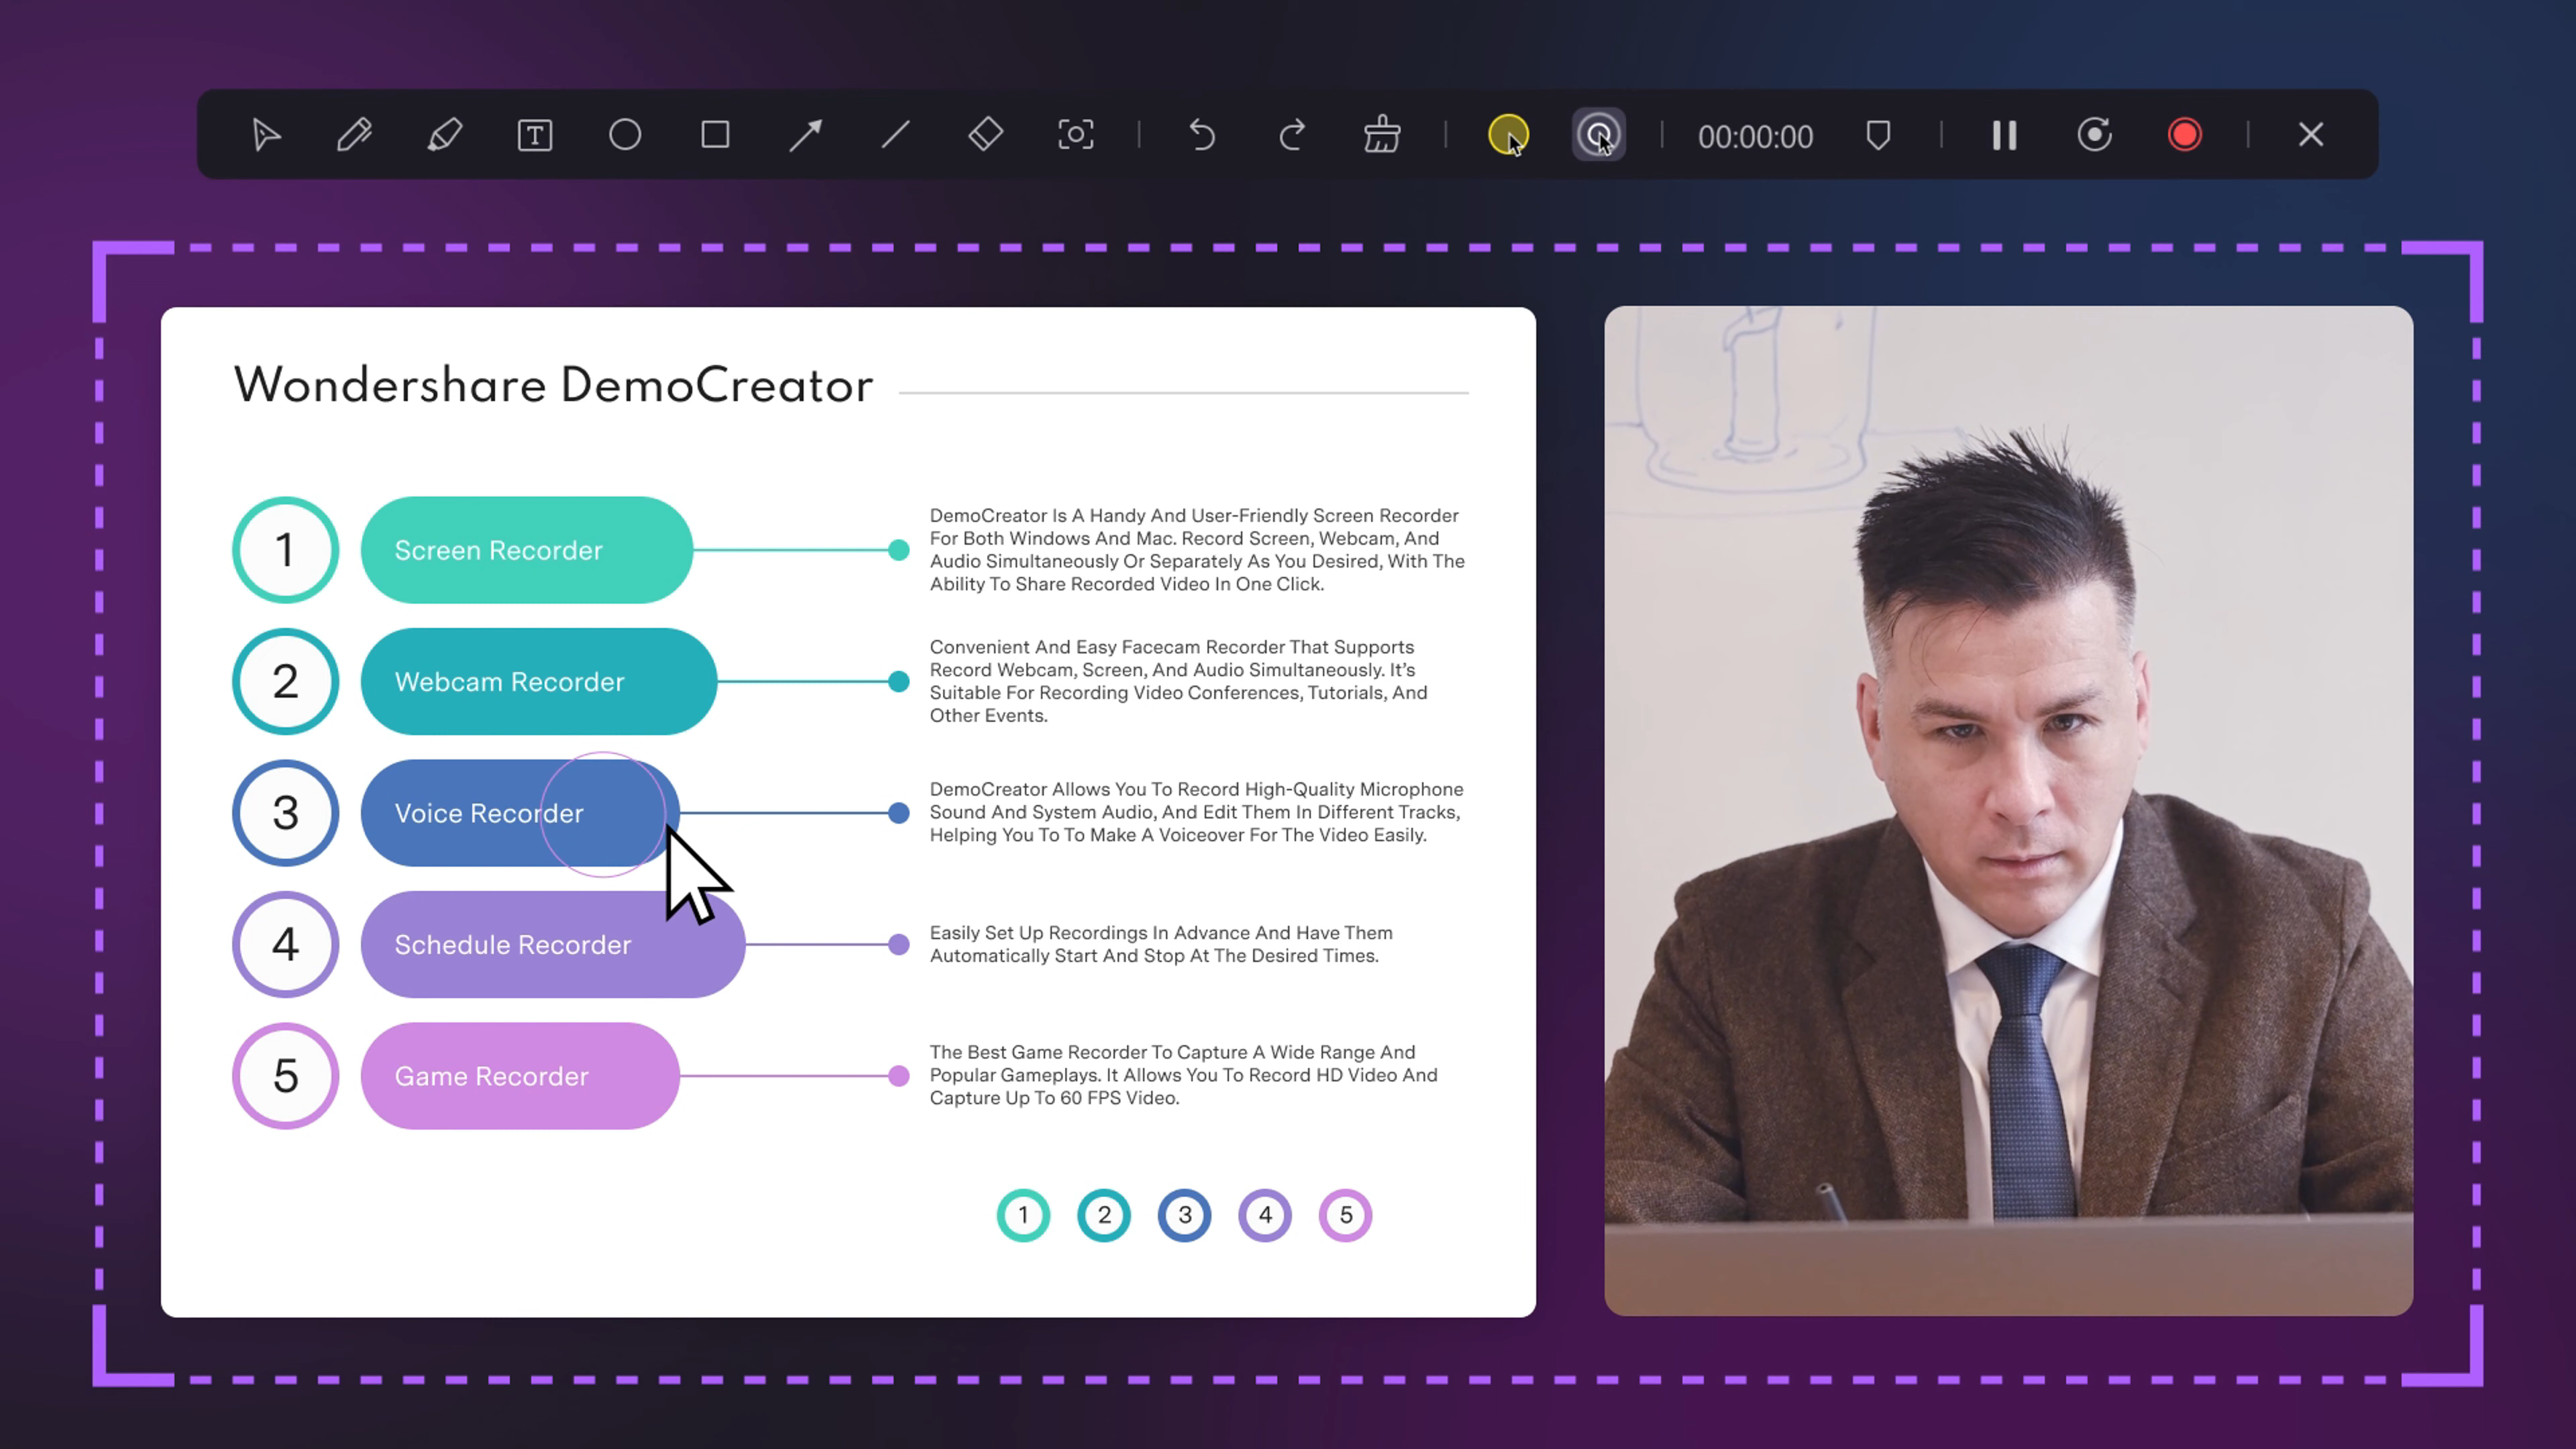 T
00:00:00
Wondershare DemoCreator
1
Screen Recorder
DemoCreator Is A Handy And User-Friendly Screen Recorder
For Both Windows And Mac. Record Screen, Webcam, And
Audio Simultaneously Or Separately As You Desired, With The
Ability To Share Recorded Video In One Click.
2
Webcam Recorder
Convenient And Easy Facecam Recorder That Supports
Record Webcam, Screen, And Audio Simultaneously. It's
Suitable For Recording Video Conferences, Tutorials, And
Other Events.
3
Voice Recorder
DemoCreator Allows You To Record High-Quality Microphone
Sound And System Audio, And Edit Them In Different Tracks,
Helping You To To Make A Voiceover For The Video Easily.
4
Schedule Recorder
Easily Set Up Recordings In Advance And Have Them
Automatically Start And Stop At The Desired Times.
5
Game Recorder
The Best Game Recorder To Capture A Wide Range And
Popular Gameplays. It Allows You To Record HD Video And
Capture Up To 60 FPS Video.
1 2 3 4 5